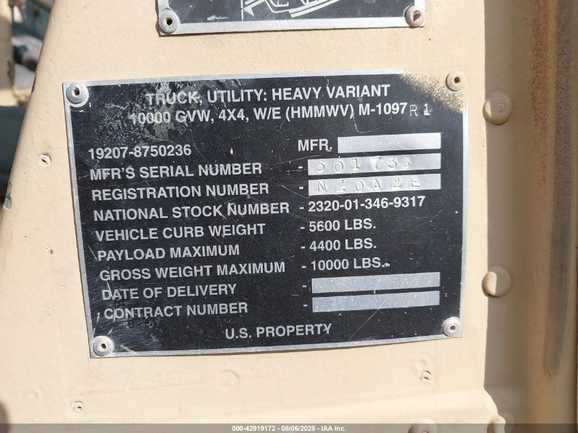 TRUCK, UTILITY: HEAVY VARIANT
10000 GVW, 4X4, W/E (HMMWV) M-1097 R1
19207-8750236 MFR.
MFR'S SERIAL NUMBER -
REGISTRATION NUMBER -
NATIONAL STOCK NUMBER - 2320-01-346-9317
VEHICLE CURB WEIGHT - 5600 LBS.
PAYLOAD MAXIMUM - 4400 LBS.
GROSS WEIGHT MAXIMUM - 10000 LBS.
DATE OF DELIVERY -
CONTRACT NUMBER -
U.S. PROPERTY
000-42919172 - 08/06/2025 - IAA Inc.